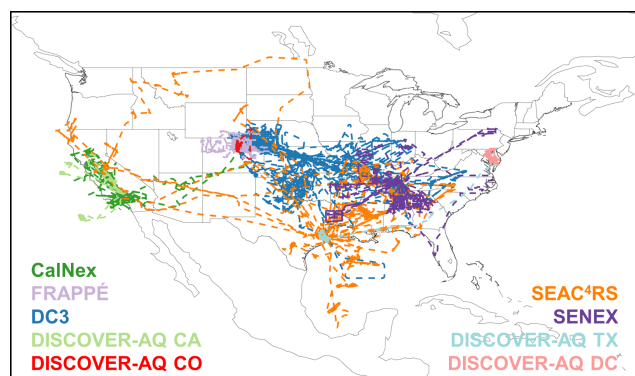 CalNex
FRAPPÉ
DC3
DISCOVER-AQ CA
DISCOVER-AQ CO
SEAC⁴RS
SENEX
DISCOVER-AQ TX
DISCOVER-AQ DC